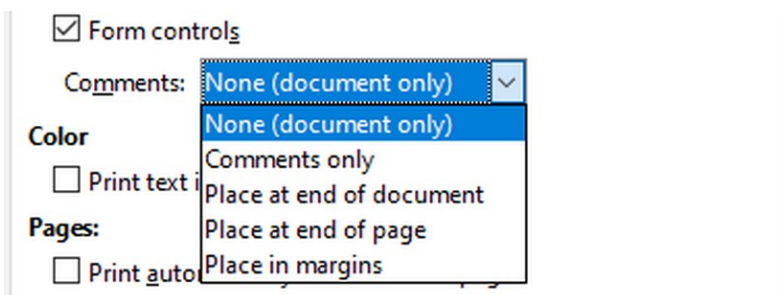 Form controls
Comments: None (document only)
None (document only)
Color
Comments only
Print text i
Place at end of document
Pages:
Place at end of page
Print auto
Place in margins